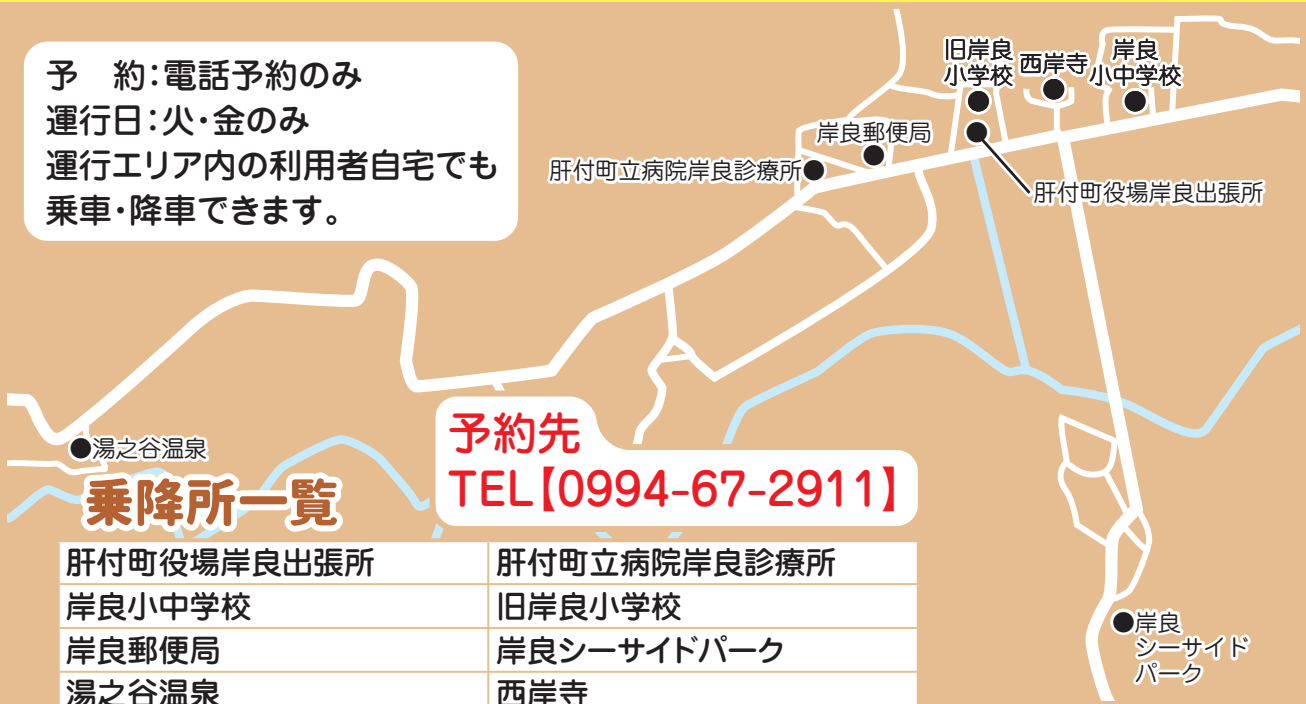 予　約：電話予約のみ
運行日：火・金のみ
運行エリア内の利用者自宅でも
乗車・降車できます。
旧岸良
小学校
西岸寺
岸良
小中学校
岸良郵便局
肝付町立病院岸良診療所
肝付町役場岸良出張所
湯之谷温泉
予約先
TEL【0994-67-2911】
岸良
シーサイド
パーク
乗降所一覧
肝付町役場岸良出張所 肝付町立病院岸良診療所
岸良小中学校 旧岸良小学校
岸良郵便局 岸良シーサイドパーク
湯之谷温泉 西岸寺